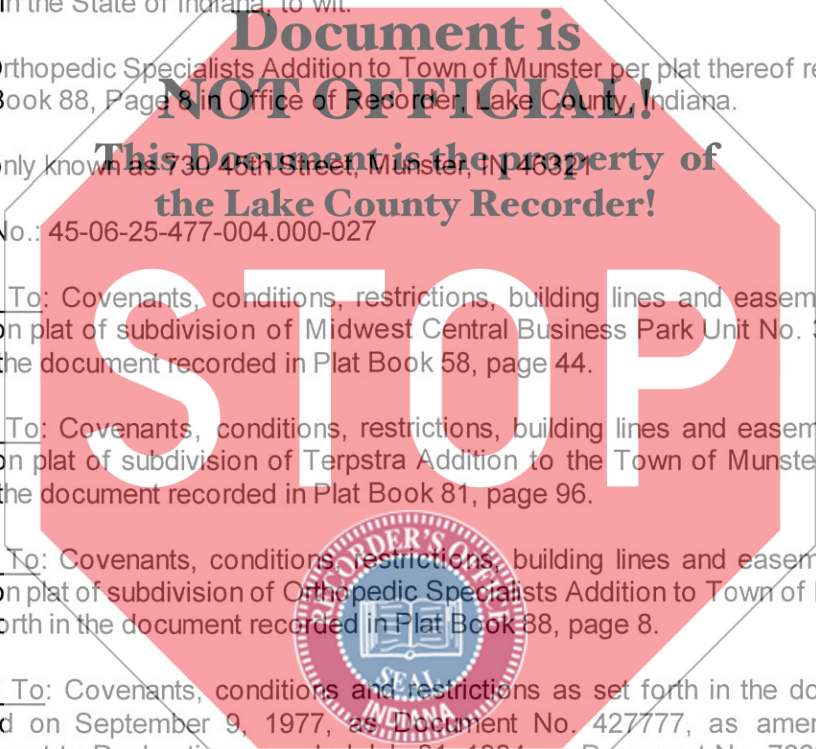 in the State of Indiana, to wit:
Document is
rthopedic Specialists Addition to Town of Munster per plat thereof re
NOT OFFICIAL!
Book 88, Page 8 in Office of Recorder, Lake County, Indiana.
This Document is the property of
only known as 730 45th Street, Munster, IN 46321
the Lake County Recorder!
No.: 45-06-25-477-004.000-027
To: Covenants, conditions, restrictions, building lines and easem
on plat of subdivision of Midwest Central Business Park Unit No. 3
the document recorded in Plat Book 58, page 44.
STOP
To: Covenants, conditions, restrictions, building lines and easem
on plat of subdivision of Terpstra Addition to the Town of Munste
the document recorded in Plat Book 81, page 96.
To: Covenants, conditions, restrictions, building lines and easem
on plat of subdivision of Orthopedic Specialists Addition to Town of
orth in the document recorded in Plat Book 88, page 8.
RECORDER'S OFFICE
SEAL
INDIANA
To: Covenants, conditions and restrictions as set forth in the do
d on September 9, 1977, as Document No. 427777, as amen